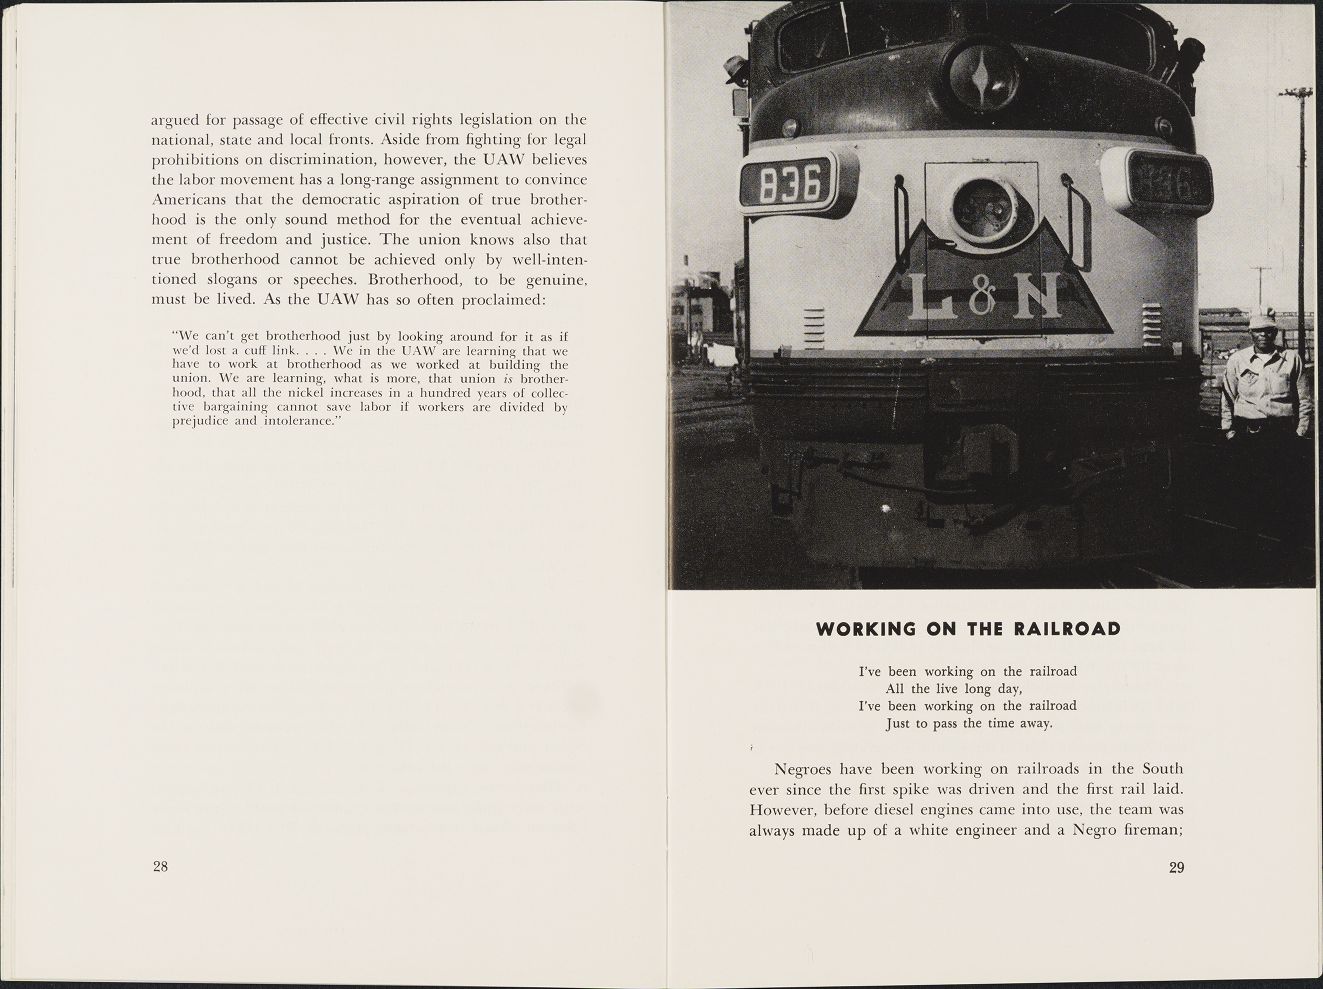 argued for passage of effective civil rights legislation on the
national, state and local fronts. Aside from fighting for legal
prohibitions on discrimination, however, the UAW believes
the labor movement has a long-range assignment to convince
Americans that the democratic aspiration of true brother-
hood is the only sound method for the eventual achieve-
ment of freedom and justice. The union knows also that
true brotherhood cannot be achieved only by well-inten-
tioned slogans or speeches. Brotherhood, to be genuine,
must be lived. As the UAW has so often proclaimed:
"We can't get brotherhood just by looking around for it as if
we'd lost a cuff link. . . . We in the UAW are learning that we
have to work at brotherhood as we worked at building the
union. We are learning, what is more, that union is brother-
hood, that all the nickel increases in a hundred years of collec-
tive bargaining cannot save labor if workers are divided by
prejudice and intolerance."
28
836
836
L & N
WORKING ON THE RAILROAD
I've been working on the railroad
All the live long day,
I've been working on the railroad
Just to pass the time away.
Negroes have been working on railroads in the South
ever since the first spike was driven and the first rail laid.
However, before diesel engines came into use, the team was
always made up of a white engineer and a Negro fireman;
29